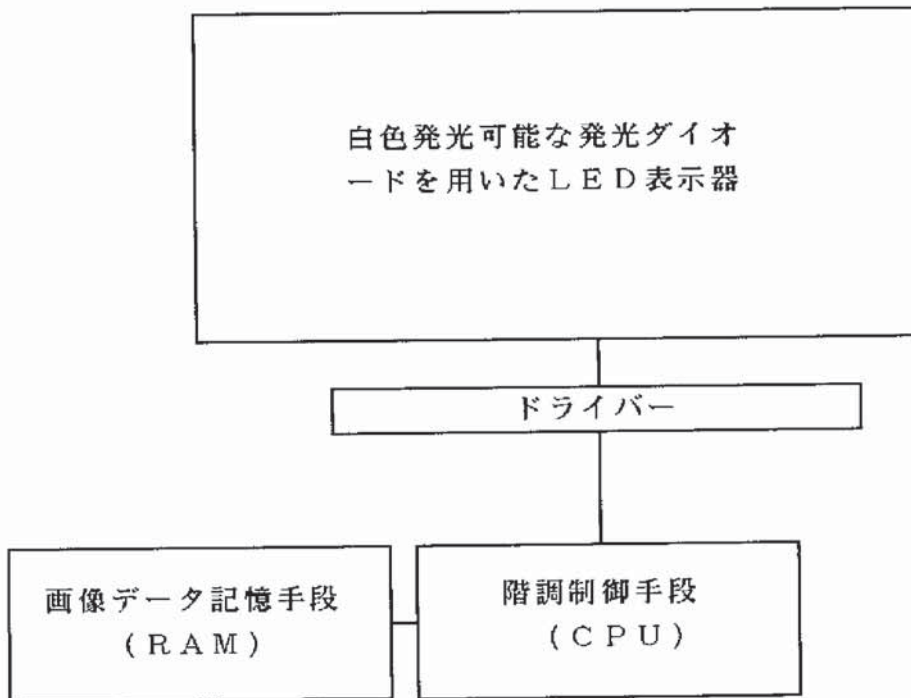 白色発光可能な発光ダイオ
ードを用いたＬＥＤ表示器
ドライバー
画像データ記憶手段
（ＲＡＭ）
階調制御手段
（ＣＰＵ）